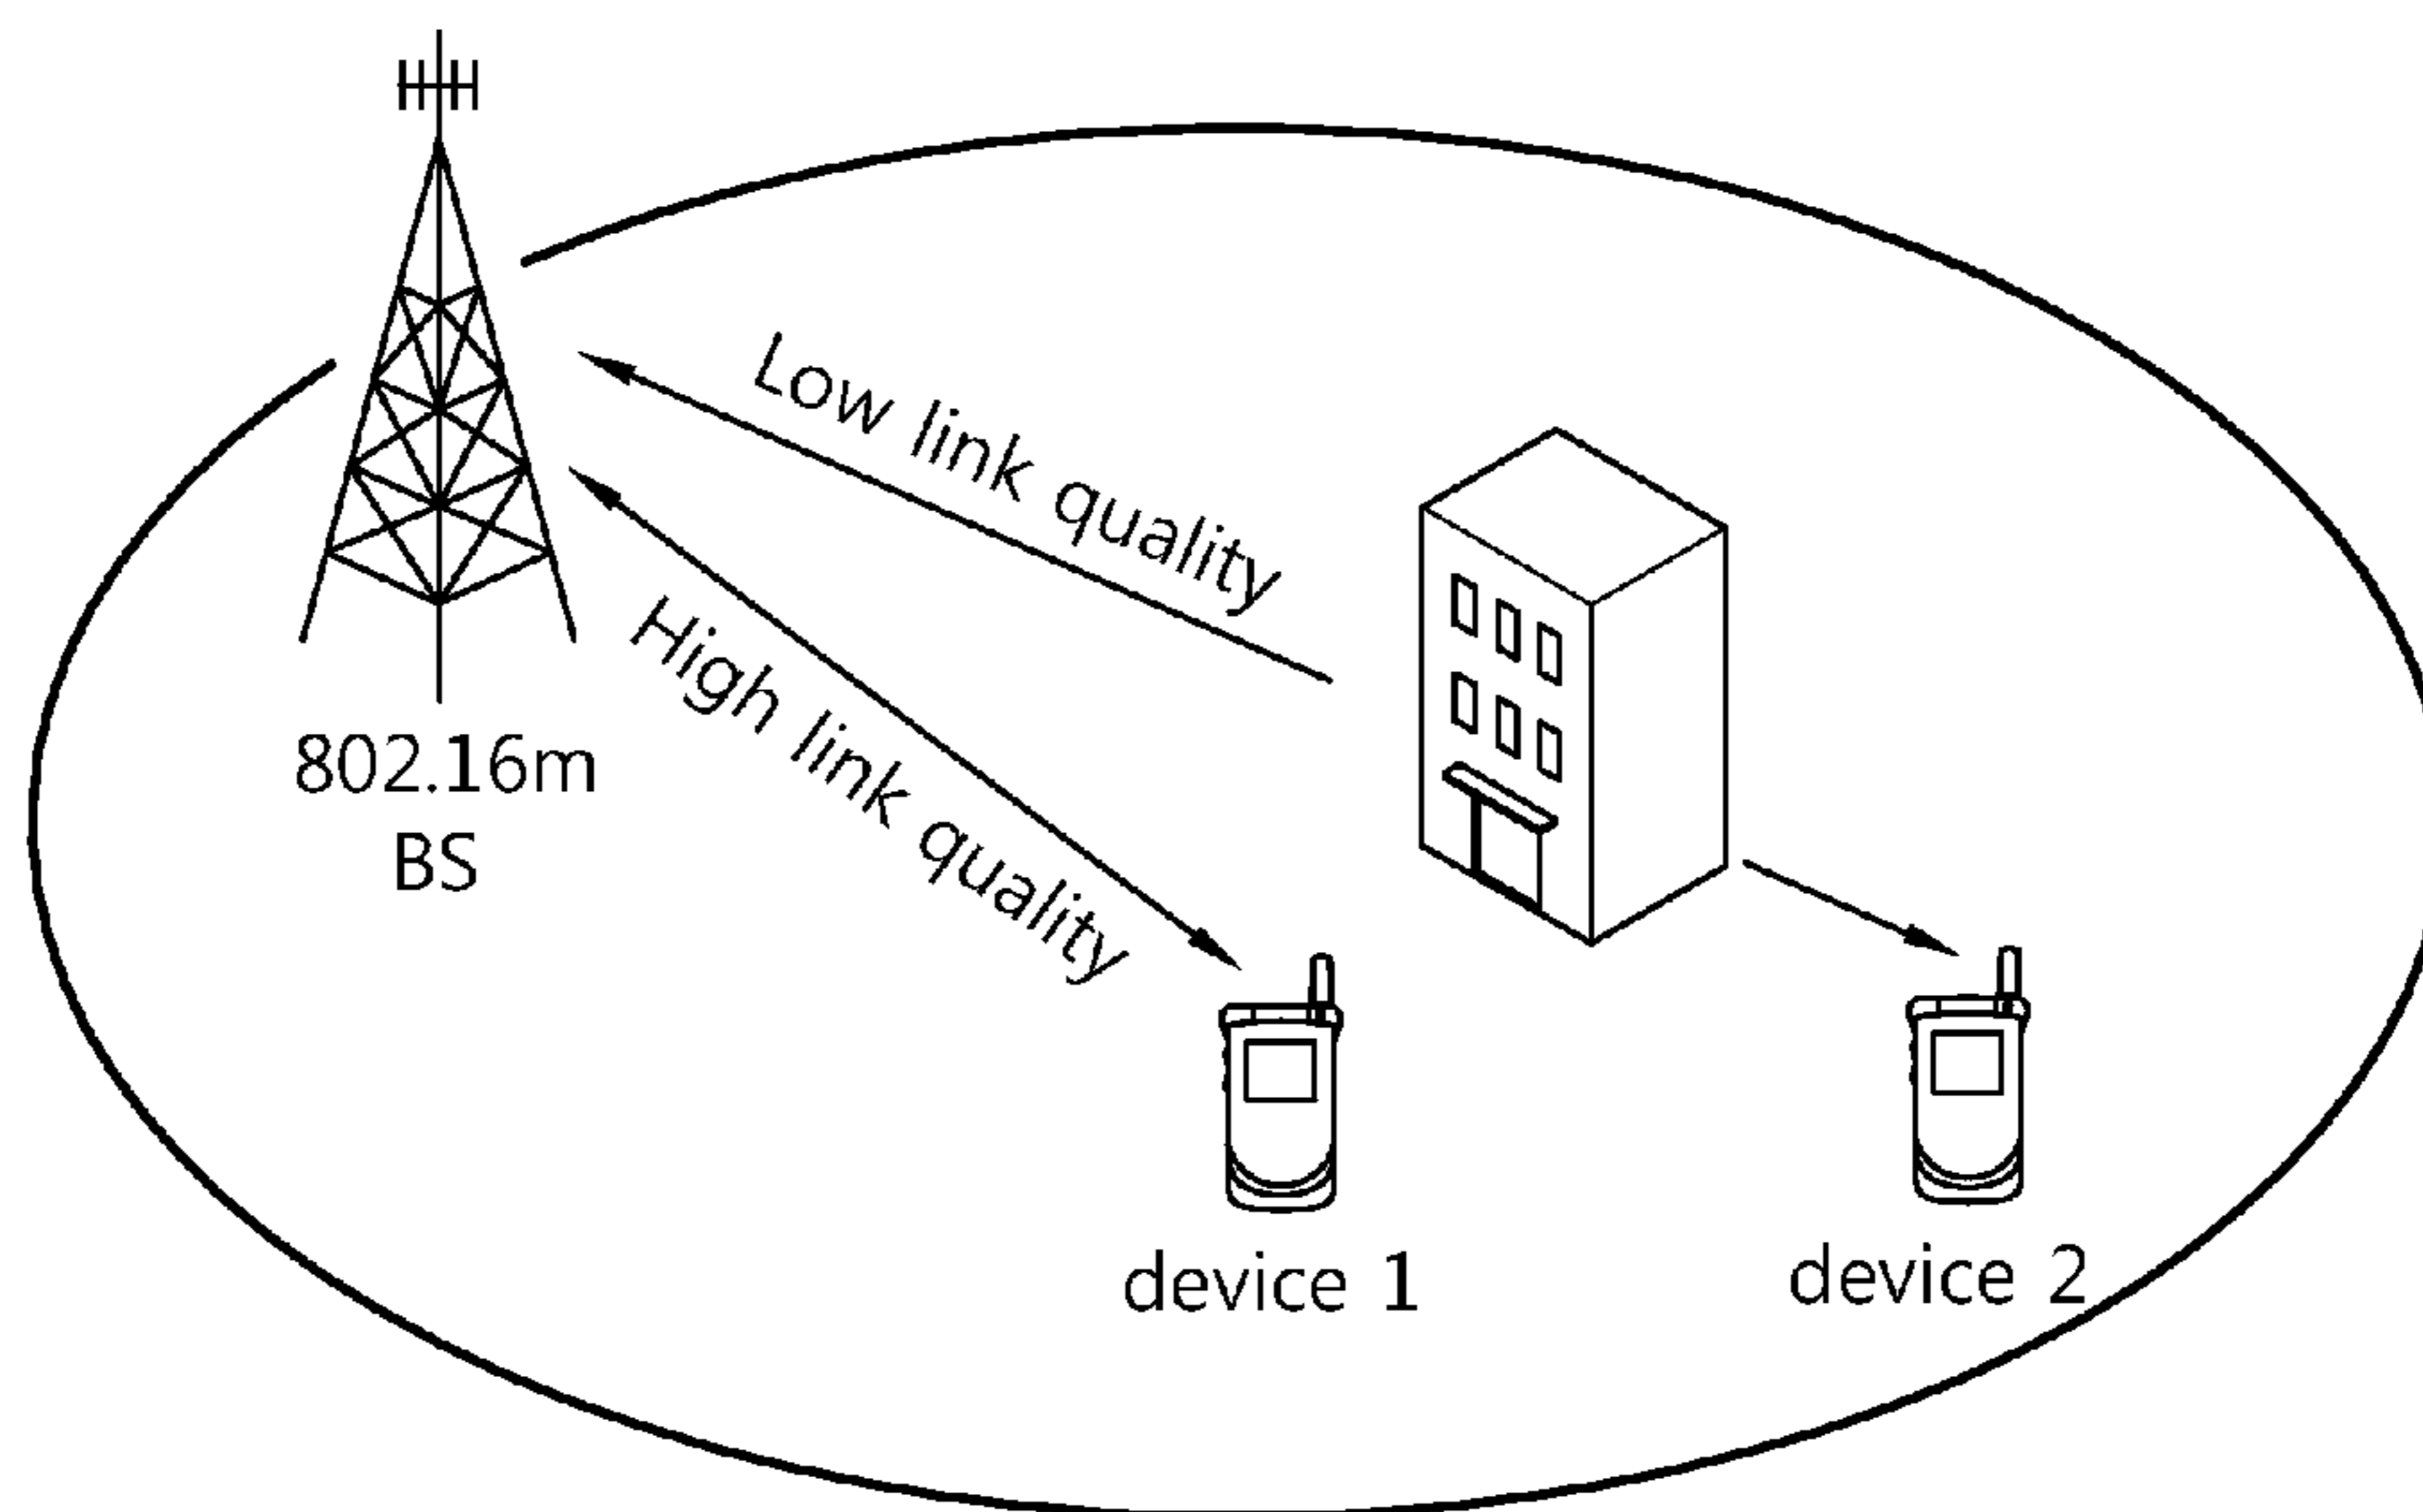 Low link quality
High link quality
802.16m
BS
device 1
device 2